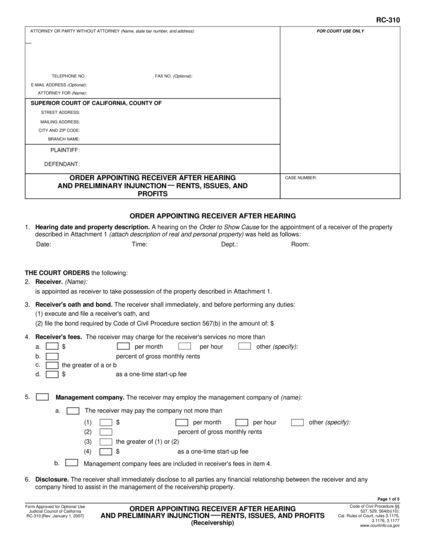 RC-310
ATTORNEY OR PARTY WITHOUT ATTORNEY (Name, state bar number, and address)
FOR COURT USE ONLY
TELEPHONE NO.: FAX NO. (Optional):
E-MAIL ADDRESS (Optional):
ATTORNEY FOR (Name):
SUPERIOR COURT OF CALIFORNIA, COUNTY OF
STREET ADDRESS:
MAILING ADDRESS:
CITY AND ZIP CODE:
BRANCH NAME:
PLAINTIFF:
DEFENDANT:
ORDER APPOINTING RECEIVER AFTER HEARING
AND PRELIMINARY INJUNCTION— RENTS, ISSUES, AND
PROFITS
CASE NUMBER:
ORDER APPOINTING RECEIVER AFTER HEARING
1. Hearing date and property description. A hearing on the Order to Show Cause for the appointment of a receiver of the property
described in Attachment 1 (attach description of real and personal property) was held as follows:
Date: Time: Dept.: Room:
THE COURT ORDERS the following:
2. Receiver. (Name):
is appointed as receiver to take possession of the property described in Attachment 1.
3. Receiver's oath and bond. The receiver shall immediately, and before performing any duties:
(1) execute and file a receiver's oath, and
(2) file the bond required by Code of Civil Procedure section 567(b) in the amount of: $
4. Receiver's fees. The receiver may charge for the receiver's services no more than
a. $ per month per hour other (specify):
b. percent of gross monthly rents
c. the greater of a or b
d. $ as a one-time start-up fee
5. Management company. The receiver may employ the management company of (name):
a. The receiver may pay the company not more than
(1) $ per month per hour other (specify):
(2) percent of gross monthly rents
(3) the greater of (1) or (2)
(4) $ as a one-time start-up fee
b. Management company fees are included in receiver's fees in item 4.
6. Disclosure. The receiver shall immediately disclose to all parties any financial relationship between the receiver and any
company hired to assist in the management of the receivership property.
Page 1 of 5
Form Approved for Optional Use
Judicial Council of California
RC-310 [Rev. January 1, 2007]
ORDER APPOINTING RECEIVER AFTER HEARING
AND PRELIMINARY INJUNCTION—RENTS, ISSUES, AND PROFITS
(Receivership)
Code of Civil Procedure §§
527, 529, 564(b)(10);
Cal. Rules of Court, rules 3.1175,
3.1176, 3.1177
www.courtinfo.ca.gov